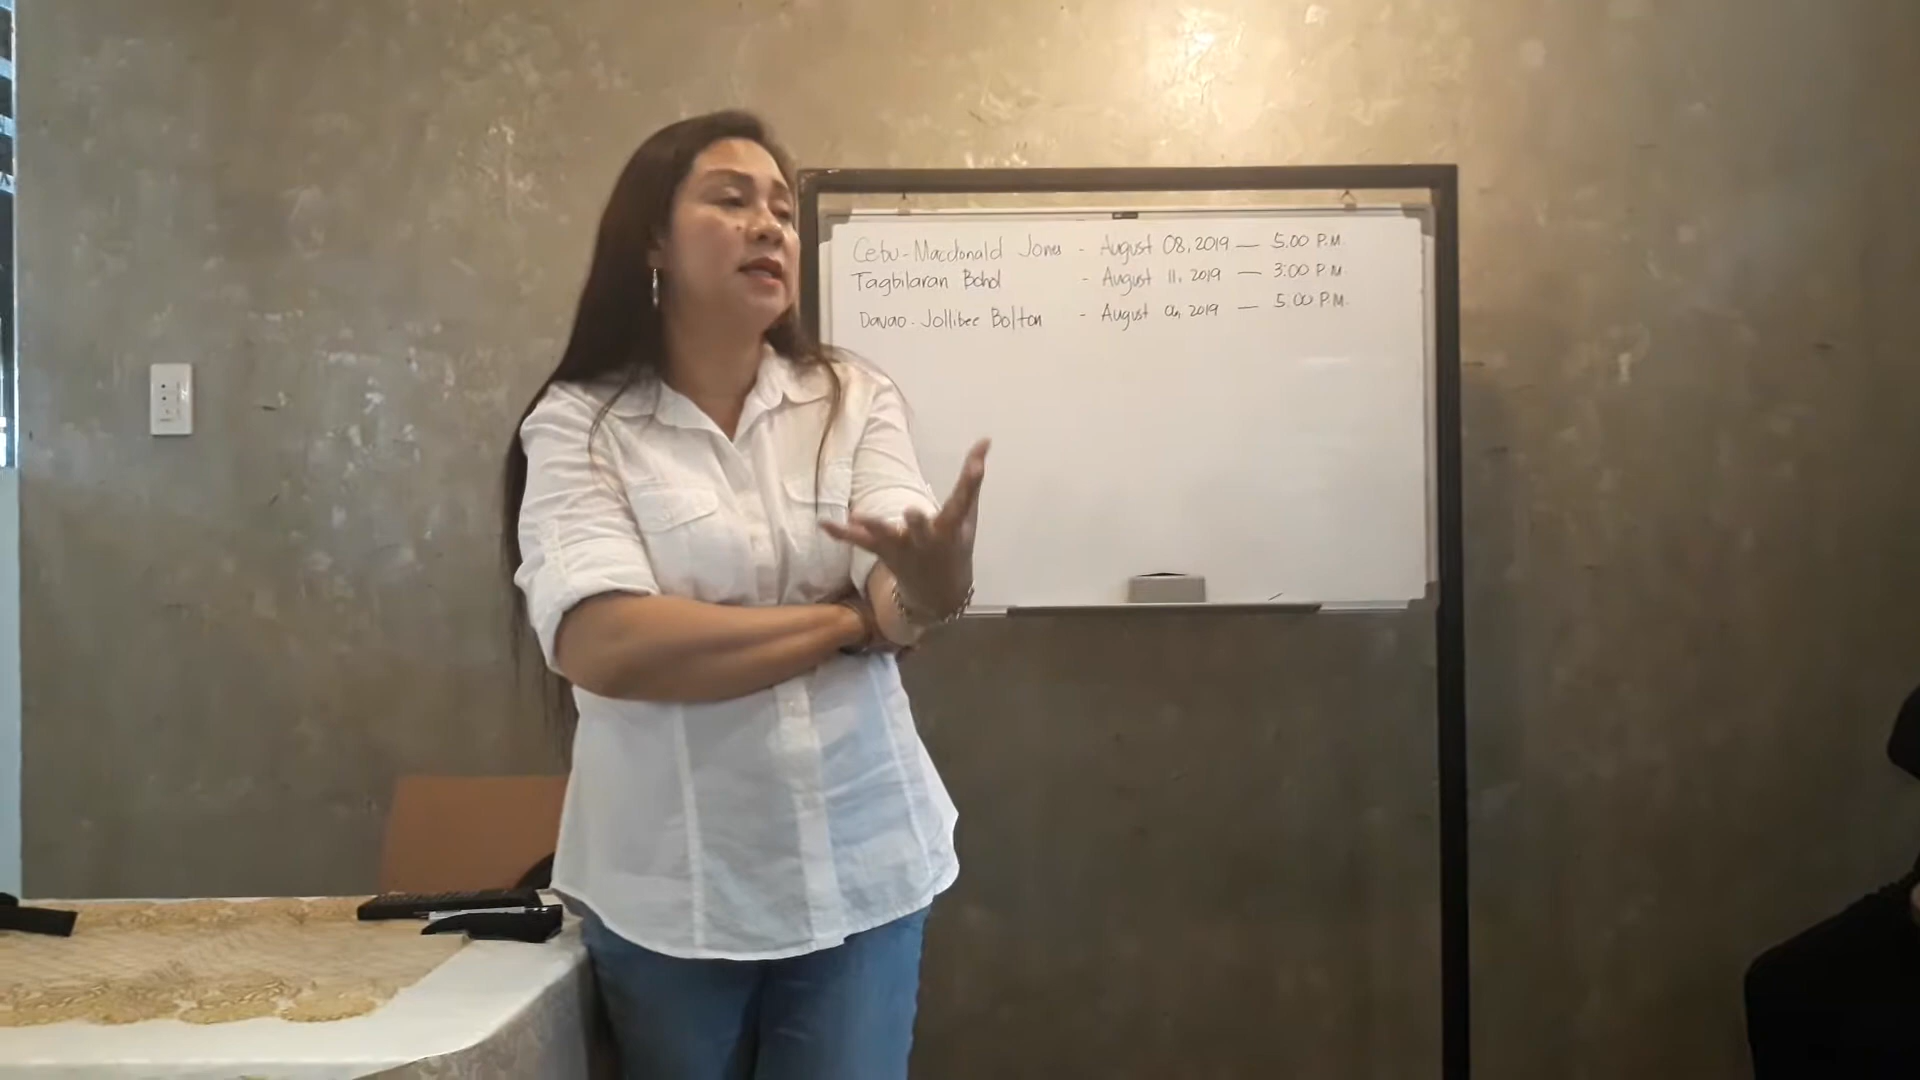 Cebu - Macdonald Jones - August 08, 2019 — 5:00 P.M.
Tagbilaran Bohol - August 11, 2019 — 3:00 P.M.
Davao - Jollibee Bolton - August 2019 — 5:00 P.M.